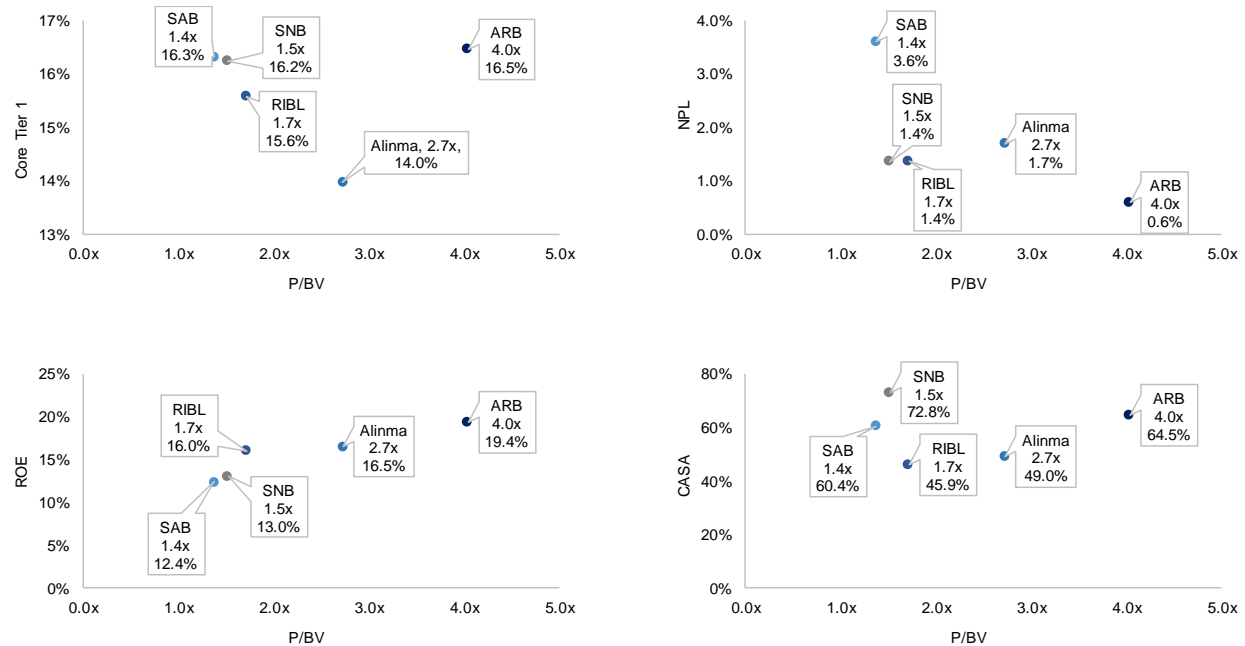 17%
16%
15%
14%
13%
Core Tier 1
SAB
1.4x
16.3%
SNB
1.5x
16.2%
RIBL
1.7x
15.6%
Alinma, 2.7x,
14.0%
ARB
4.0x
16.5%
0.0x 1.0x 2.0x 3.0x 4.0x 5.0x
P/BV
4.0%
3.0%
2.0%
1.0%
0.0%
NPL
SAB
1.4x
3.6%
SNB
1.5x
1.4%
RIBL
1.7x
1.4%
Alinma
2.7x
1.7%
ARB
4.0x
0.6%
0.0x 1.0x 2.0x 3.0x 4.0x 5.0x
P/BV
25%
20%
15%
10%
5%
0%
ROE
RIBL
1.7x
16.0%
SAB
1.4x
12.4%
SNB
1.5x
13.0%
Alinma
2.7x
16.5%
ARB
4.0x
19.4%
0.0x 1.0x 2.0x 3.0x 4.0x 5.0x
P/BV
80%
60%
40%
20%
0%
CASA
SNB
1.5x
72.8%
SAB
1.4x
60.4%
RIBL
1.7x
45.9%
Alinma
2.7x
49.0%
ARB
4.0x
64.5%
0.0x 1.0x 2.0x 3.0x 4.0x 5.0x
P/BV